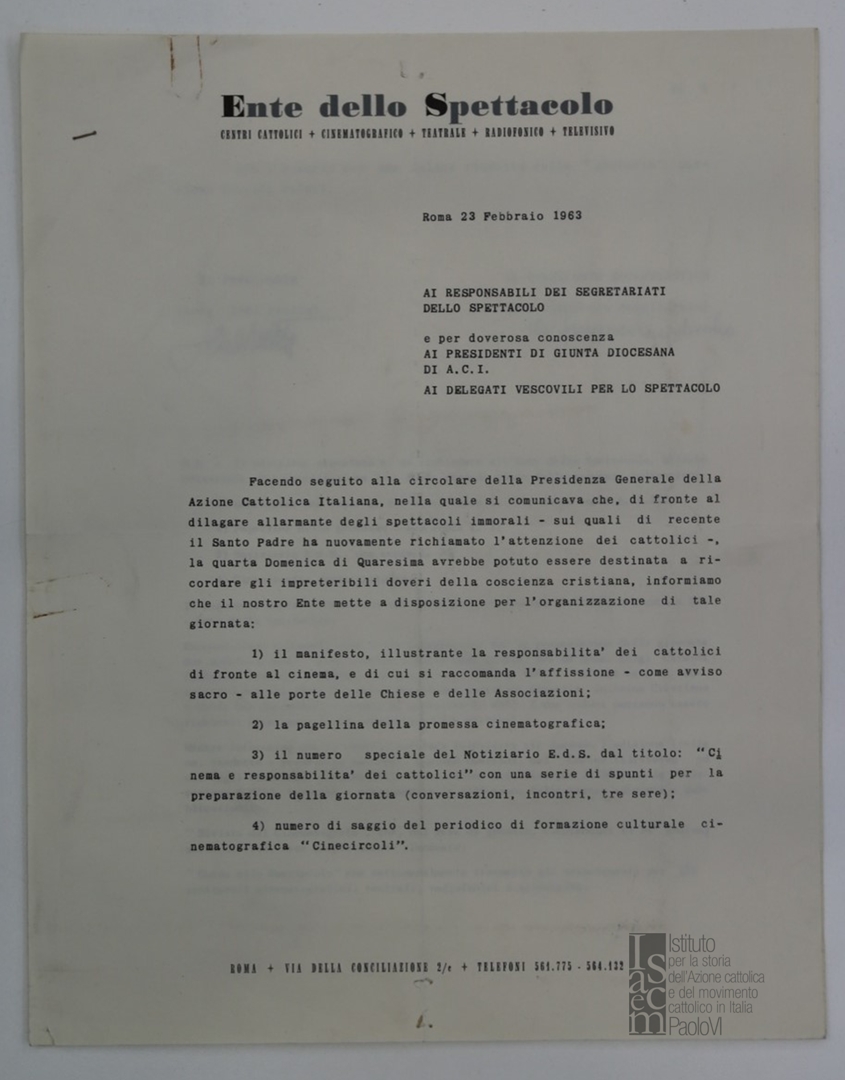 Ente dello Spettacolo
CENTRI CATTOLICI + CINEMATOGRAFICO + TEATRALE + RADIOFONICO + TELEVISIVO
Roma 23 Febbraio 1963
AI RESPONSABILI DEI SEGRETARIATI
DELLO SPETTACOLO
e per doverosa conoscenza
AI PRESIDENTI DI GIUNTA DIOCESANA
DI A.C.I.
AI DELEGATI VESCOVILI PER LO SPETTACOLO
Facendo seguito alla circolare della Presidenza Generale della
Azione Cattolica Italiana, nella quale si comunicava che, di fronte al
dilagare allarmante degli spettacoli immorali - sui quali di recente
il Santo Padre ha nuovamente richiamato l'attenzione dei cattolici -,
la quarta Domenica di Quaresima avrebbe potuto essere destinata a ri-
cordare gli impreteribili doveri della coscienza cristiana, informiamo
che il nostro Ente mette a disposizione per l'organizzazione di tale
giornata:
1) il manifesto, illustrante la responsabilita' dei cattolici
di fronte al cinema, e di cui si raccomanda l'affissione - come avviso
sacro - alle porte delle Chiese e delle Associazioni;
2) la pagellina della promessa cinematografica;
3) il numero speciale del Notiziario E.d.S. dal titolo: "Ci
nema e responsabilita' dei cattolici" con una serie di spunti per la
preparazione della giornata (conversazioni, incontri, tre sere);
4) numero di saggio del periodico di formazione culturale ci-
nematografica "Cinecircoli".
ROMA + VIA DELLA CONCILIAZIONE 2/c + TELEFONI 561.775 - 564.132
Isacem
Istituto
per la storia
dell'Azione cattolica
e del movimento
cattolico in Italia
PaoloVI